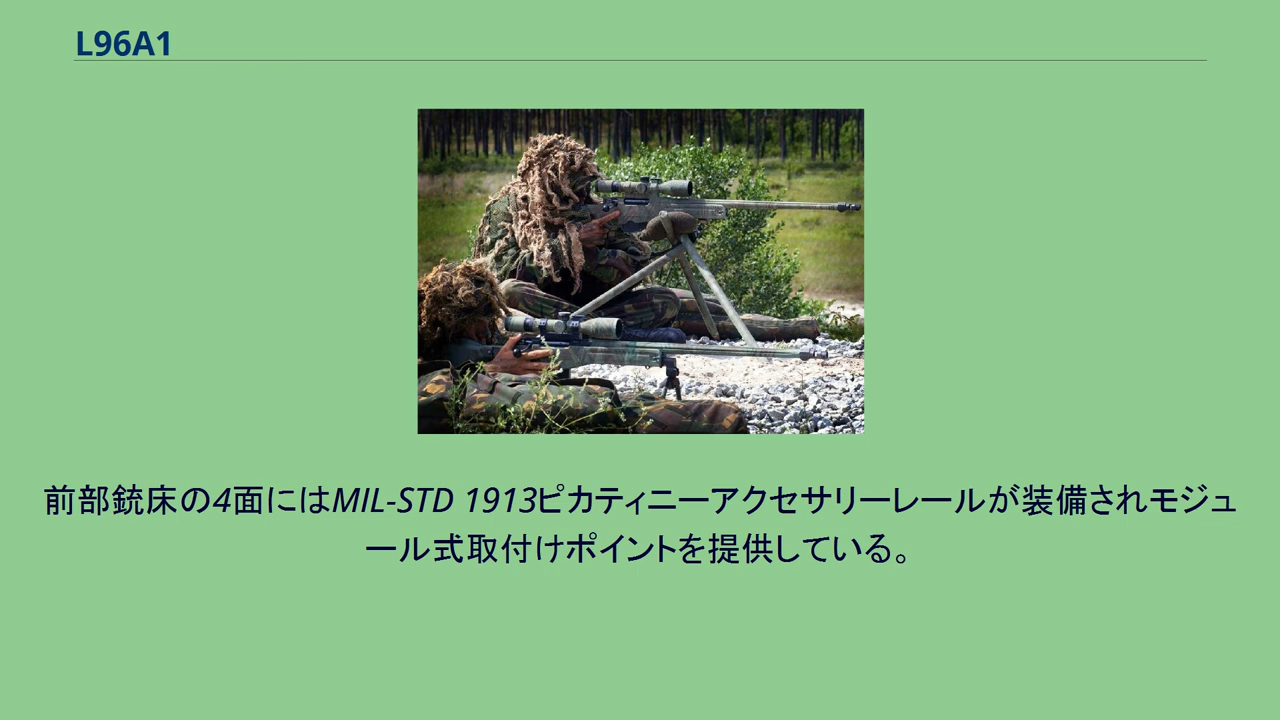 L96A1
前部銃床の4面にはMIL-STD 1913ピカティニーアクセサリーレールが装備されモジュ
ール式取付けポイントを提供している。